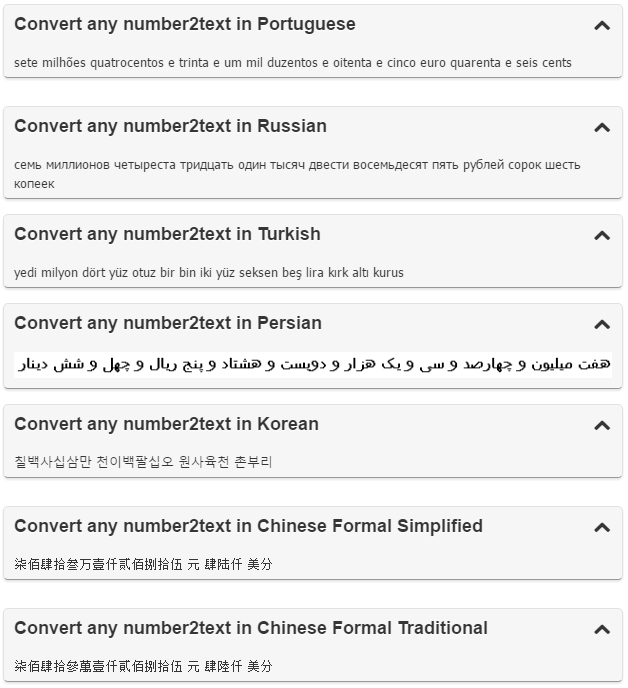 Convert any number2text in Portuguese
sete milhões quatrocentos e trinta e um mil duzentos e oitenta e cinco euro quarenta e seis cents
Convert any number2text in Russian
семь миллионов четыреста тридцать один тысяч двести восемьдесят пять рублей сорок шесть
копеек
Convert any number2text in Turkish
yedi milyon dört yüz otuz bir bin iki yüz seksen beş lira kırk altı kurus
Convert any number2text in Persian
هفت میلیون و چهارصد و سی و یک هزار و دویست و هشتاد و پنج ریال و چهل و شش دینار
Convert any number2text in Korean
칠백사십삼만 천이백팔십오 원사육천 촌부리
Convert any number2text in Chinese Formal Simplified
柒佰肆拾叁万壹仟贰佰捌拾伍 元 肆陆仟 美分
Convert any number2text in Chinese Formal Traditional
柒佰肆拾參萬壹仟貳佰捌拾伍 元 肆陸仟 美分